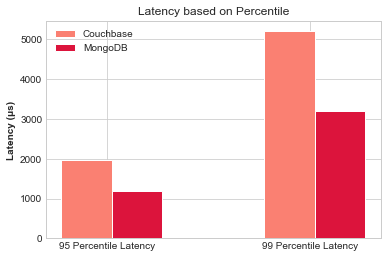 Latency based on Percentile
Couchbase
MongoDB
Latency (μs)
5000
4000
3000
2000
1000
0
95 Percentile Latency
99 Percentile Latency